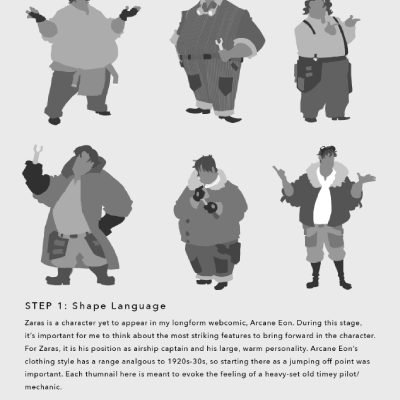 STEP 1: Shape Language
Zaras is a character yet to appear in my longform webcomic, Arcane Eon. During this stage,
it's important for me to think about the most striking features to bring forward in the character.
For Zaras, it is his position as airship captain and his large, warm personality. Arcane Eon's
clothing style has a range analgous to 1920s-30s, so starting there as a jumping off point was
important. Each thumnail here is meant to evoke the feeling of a heavy-set old timey pilot/
mechanic.